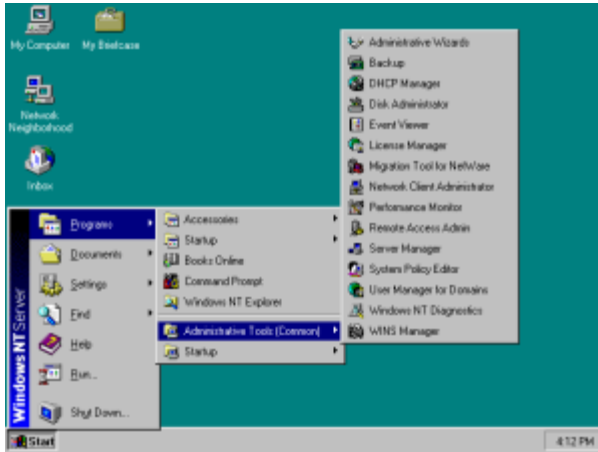 My Computer
My Briefcase
Network
Neighborhood
Inbox
Windows NT Server
Programs
Documents
Settings
Find
Help
Run...
Shut Down...
Accessories
Startup
Books Online
Command Prompt
Windows NT Explorer
Administrative Tools (Common)
Startup
Administrative Wizards
Backup
DHCP Manager
Disk Administrator
Event Viewer
License Manager
Migration Tool for NetWare
Network Client Administrator
Performance Monitor
Remote Access Admin
Server Manager
System Policy Editor
User Manager for Domains
Windows NT Diagnostics
WINS Manager
Start
4:12 PM